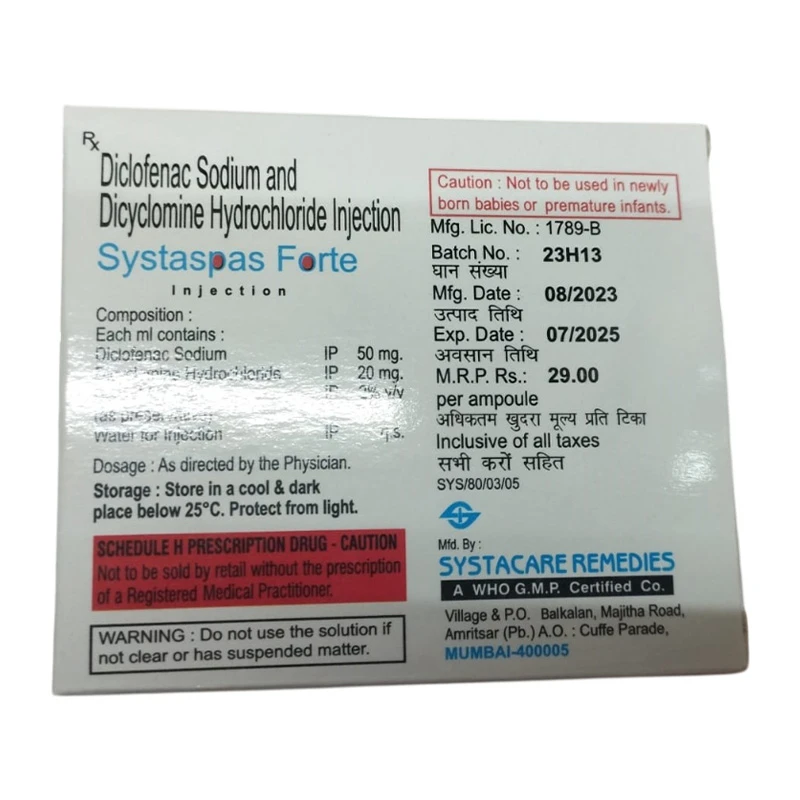 Rx
Diclofenac Sodium and
Dicyclomine Hydrochloride Injection
Systaspas Forte
Injection
Composition :
Each ml contains :
Diclofenac Sodium IP 50 mg.
Hydrochloride IP 20 mg.
IP v/v
(as
Water for Injection IP q.s.
Dosage : As directed by the Physician.
Storage : Store in a cool & dark
place below 25°C. Protect from light.
SCHEDULE H PRESCRIPTION DRUG - CAUTION
Not to be sold by retail without the prescription
of a Registered Medical Practitioner.
WARNING : Do not use the solution if
not clear or has suspended matter.
Caution : Not to be used in newly
born babies or premature infants.
Mfg. Lic. No. : 1789-B
Batch No. : 23H13
घान संख्या
Mfg. Date : 08/2023
उत्पाद तिथि
Exp. Date : 07/2025
अवसान तिथि
M.R.P. Rs.: 29.00
per ampoule
अधिकतम खुदरा मूल्य प्रति टिका
Inclusive of all taxes
सभी करों सहित
SYS/80/03/05
Mfd. By :
SYSTACARE REMEDIES
A WHO G.M.P. Certified Co.
Village & P.O. Balkalan, Majitha Road,
Amritsar (Pb.) A.O. : Cuffe Parade,
MUMBAI-400005